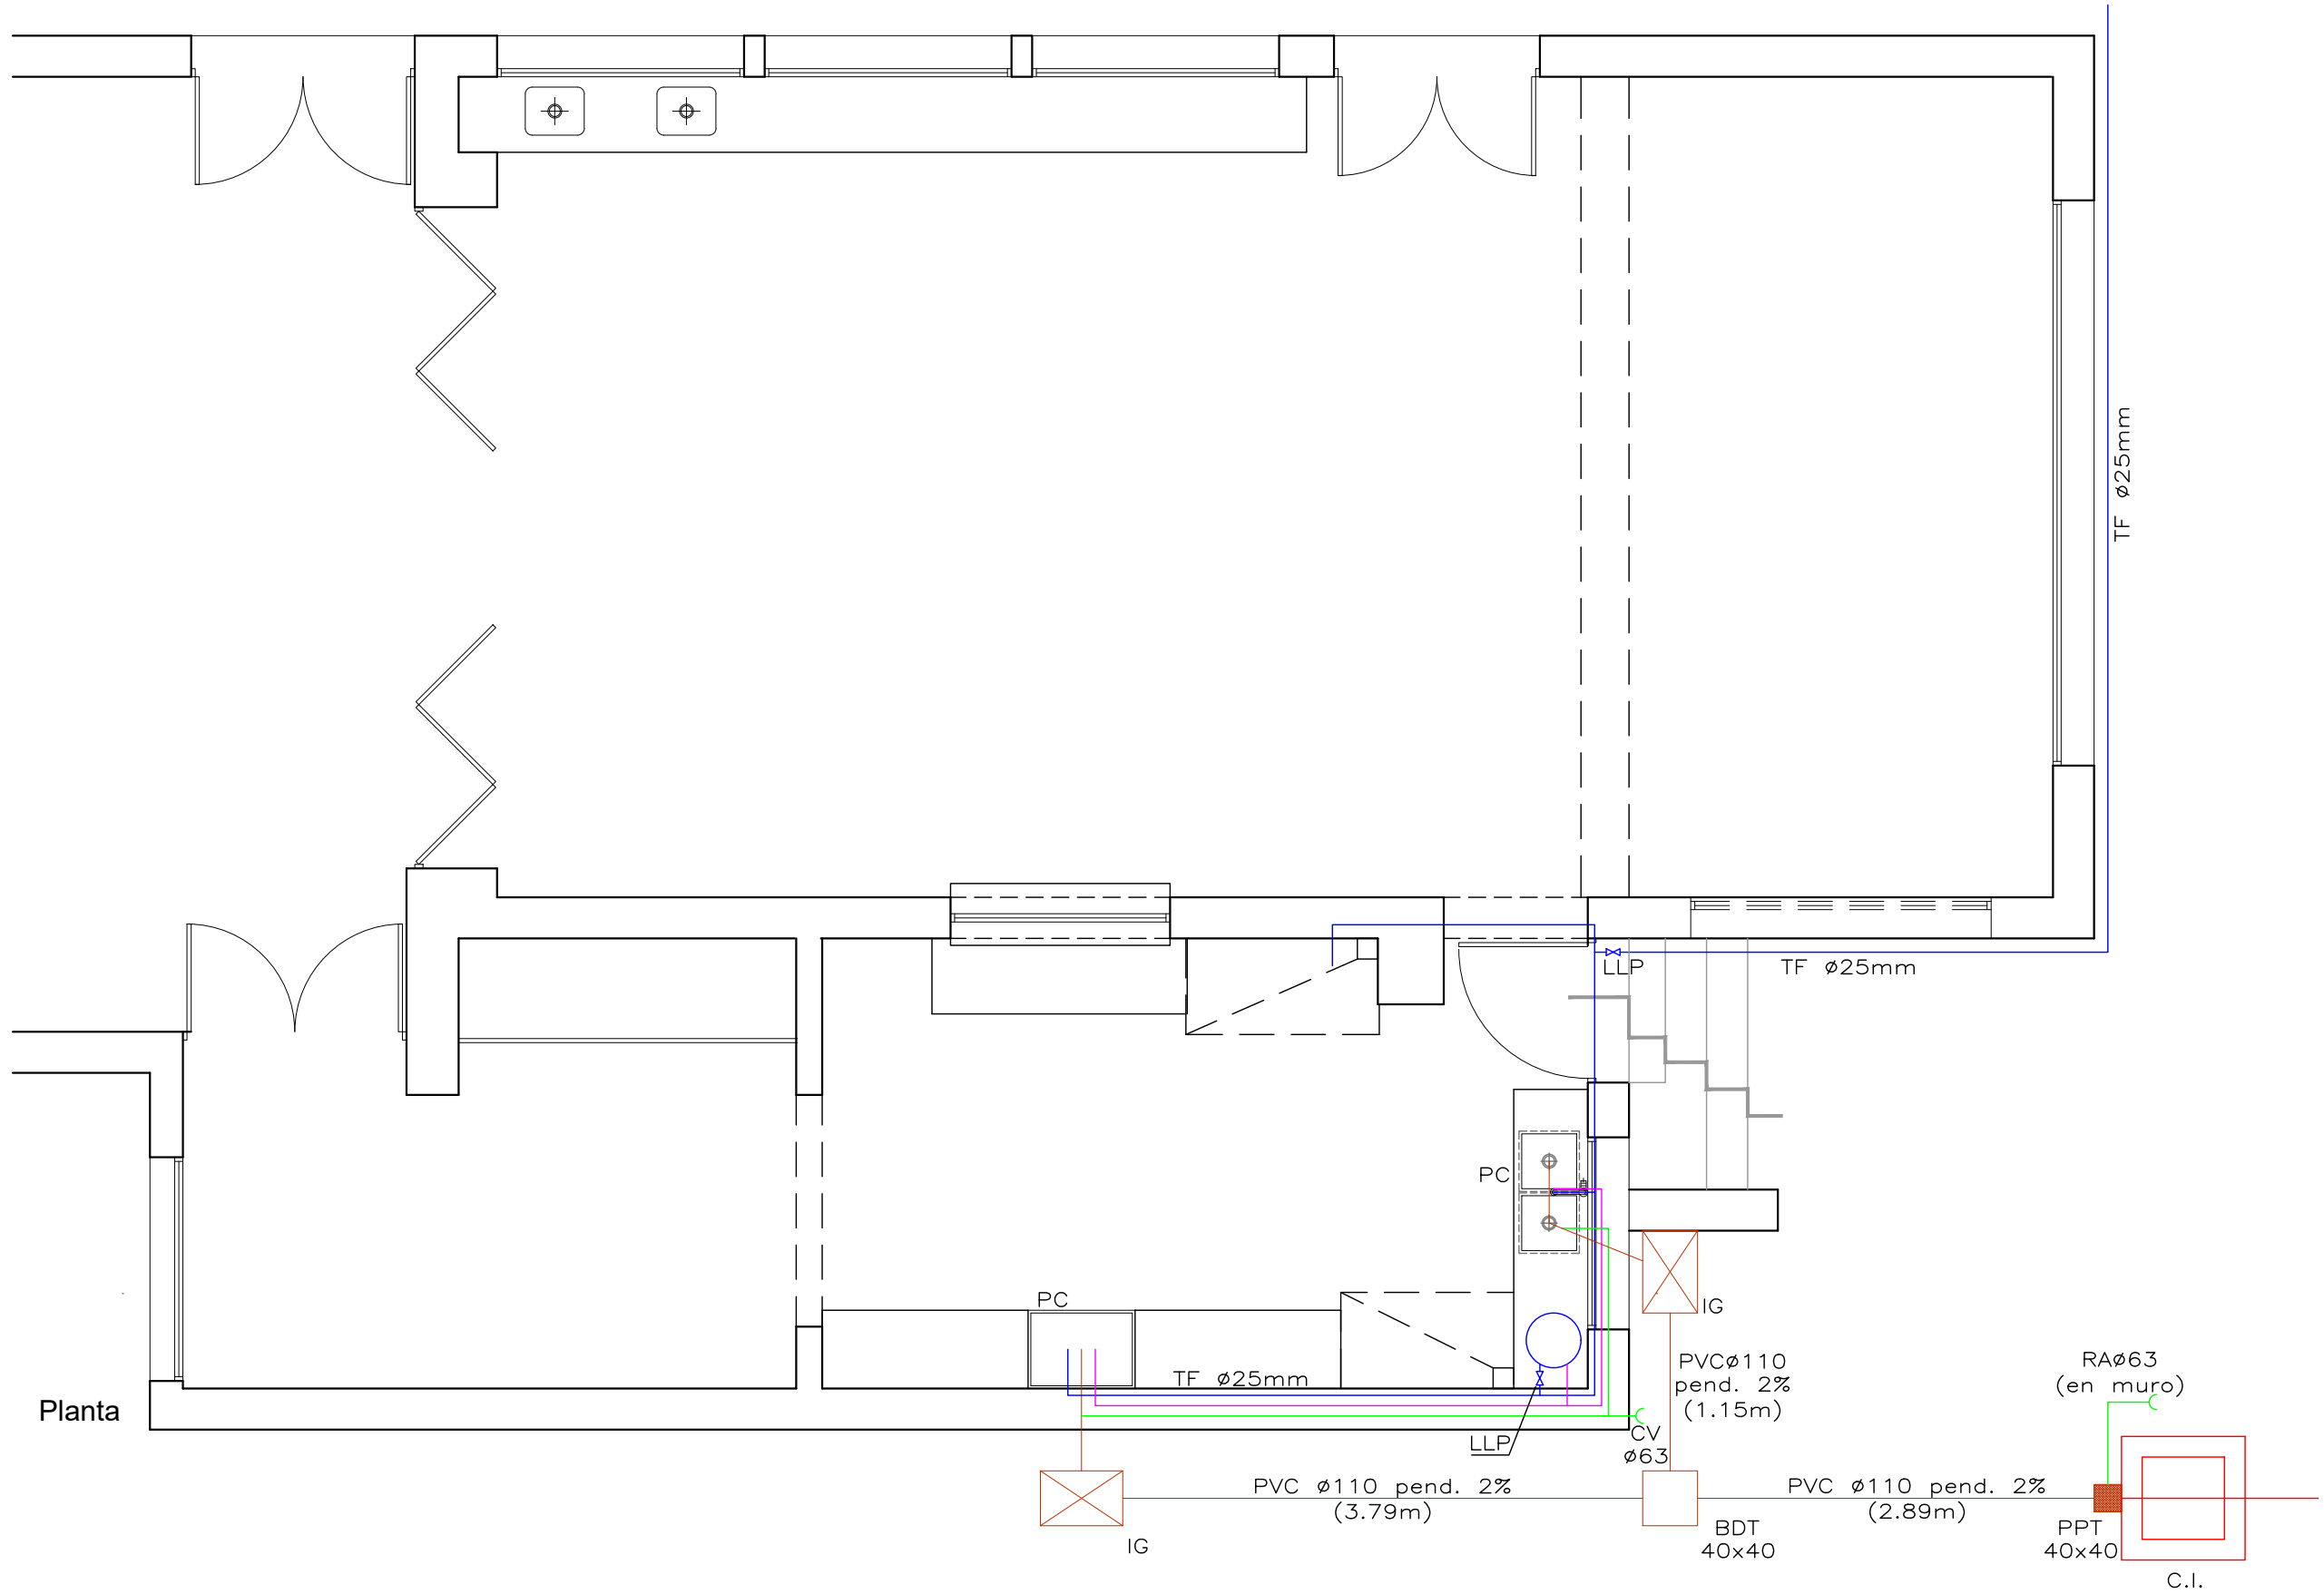 TF ø25mm
LLP
TF ø25mm
PC
PC
IG
TF ø25mm
PVCø110
pend. 2%
(1.15m)
RAø63
(en muro)
Planta
CV
ø63
LLP
PVC ø110 pend. 2%
(3.79m)
PVC ø110 pend. 2%
(2.89m)
BDT
40x40
PPT
40x40
IG
C.I.